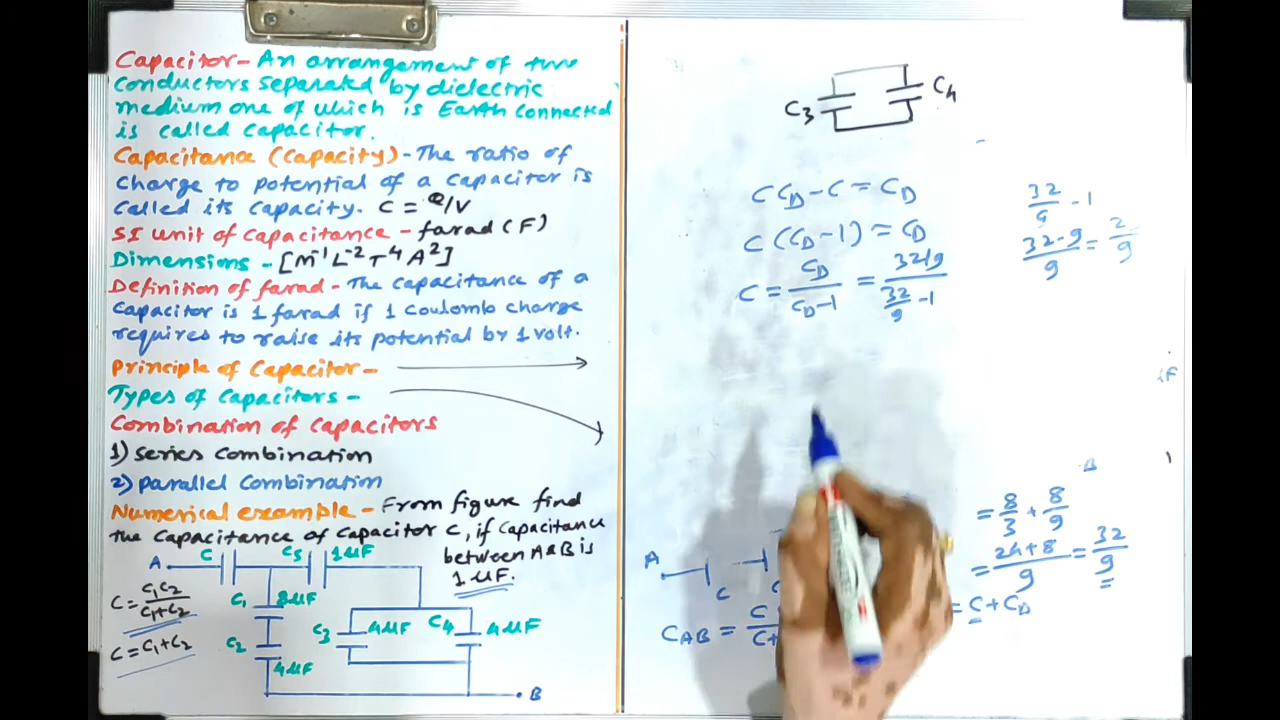 Capacitor- An arrangement of two
conductors separated by dielectric
medium one of which is Earth connected
is called capacitor.
Capacitance (Capacity)- The ratio of
charge to potential of a capacitor is
called its capacity. C = Q/V
SI unit of Capacitance - farad (F)
Dimensions - [M⁻¹ L⁻² T⁴ A²]
Definition of farad - The capacitance of a
capacitor is 1 farad if 1 coulomb charge
requires to raise its potential by 1 volt.
Principle of Capacitor-
Types of Capacitors-
Combination of Capacitors
1) Series Combination
2) Parallel Combination
Numerical example - From figure find
the capacitance of capacitor C, if capacitance
between A & B is
1 μF.
A C C5 1μF
C1 8μF
C2 4μF
C3 4μF C4 4μF
B
C = C1C2/C1+C2
C = C1+C2
C3 C4
C CD - C = CD
C (CD-1) = CD
C = CD/CD-1 = 32/9/32/9 - 1
32/9 - 1
32-9/9 = 2/9
B
= 8/3 + 8/9
= 24+8/9 = 32/9
A C
= C + CD
CAB = C